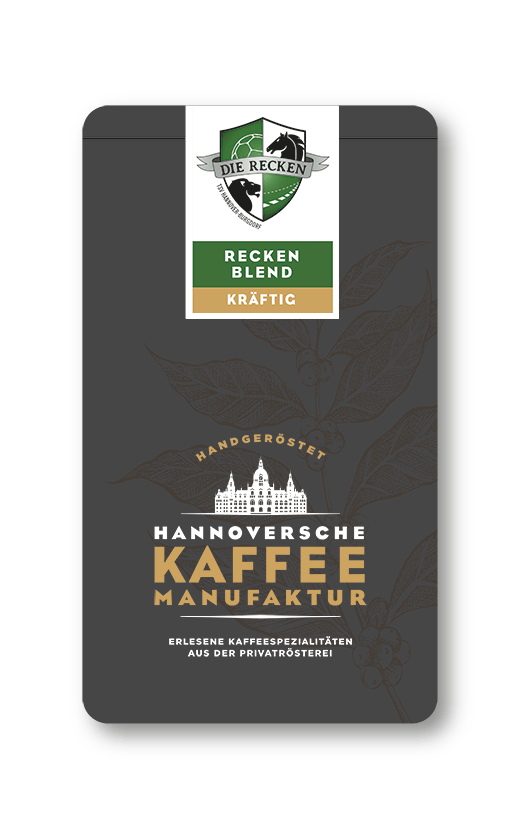 DIE RECKEN
TSV HANNOVER-BURGDORF
RECKEN
BLEND
KRÄFTIG
HANDGERÖSTET
HANNOVERSCHE
KAFFEE
MANUFAKTUR
ERLESENE KAFFEESPEZIALITÄTEN
AUS DER PRIVATRÖSTEREI